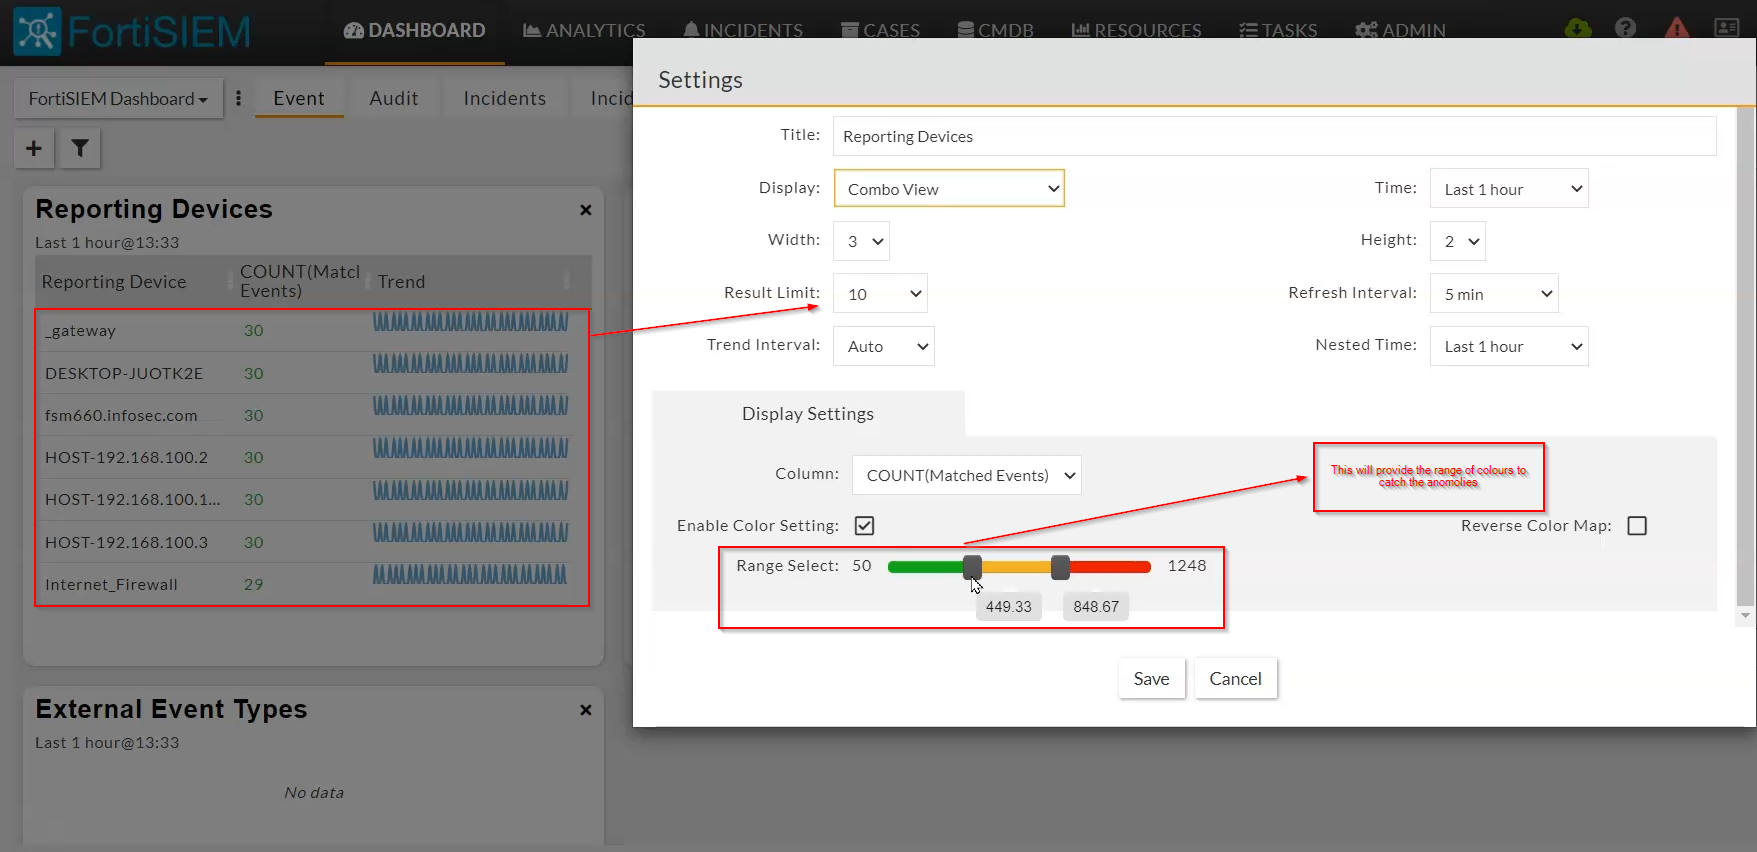 FortiSIEM
DASHBOARD
ANALYTICS
INCIDENTS
CASES
CMDB
RESOURCES
TASKS
ADMIN
FortiSIEM Dashboard
Event
Audit
Incidents
Incid
+
Settings
Title: Reporting Devices
Display: Combo View
Time: Last 1 hour
Width: 3
Height: 2
Result Limit: 10
Refresh Interval: 5 min
Trend Interval: Auto
Nested Time: Last 1 hour
Display Settings
Column: COUNT(Matched Events)
Enable Color Setting:
Reverse Color Map:
Range Select: 50 1248
449.33 848.67
This will provide the range of colours to
catch the anomolies
Save Cancel
Reporting Devices
Last 1 hour@13:33
Reporting Device COUNT(Matcl Trend
Events)
_gateway 30
DESKTOP-JUOTK2E 30
fsm660.infosec.com 30
HOST-192.168.100.2 30
HOST-192.168.100.1... 30
HOST-192.168.100.3 30
Internet_Firewall 29
External Event Types
Last 1 hour@13:33
No data